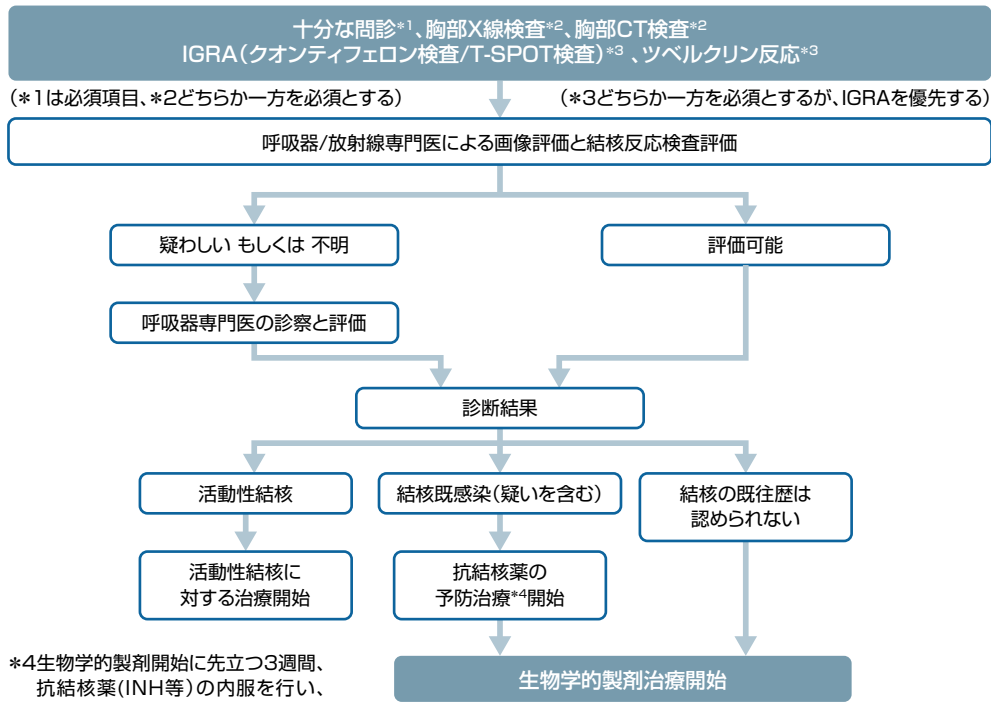 十分な問診*1、胸部X線検査*2、胸部CT検査*2
IGRA(クオンティフェロン検査/T-SPOT検査)*3 、ツベルクリン反応*3
(*1は必須項目、*2どちらか一方を必須とする)
(*3どちらか一方を必須とするが、IGRAを優先する)
呼吸器/放射線専門医による画像評価と結核反応検査評価
疑わしい もしくは 不明
評価可能
呼吸器専門医の診察と評価
診断結果
活動性結核
結核既感染(疑いを含む)
結核の既往歴は
認められない
活動性結核に
対する治療開始
抗結核薬の
予防治療*4開始
*4生物学的製剤開始に先立つ3週間、
抗結核薬(INH等)の内服を行い、
生物学的製剤治療開始